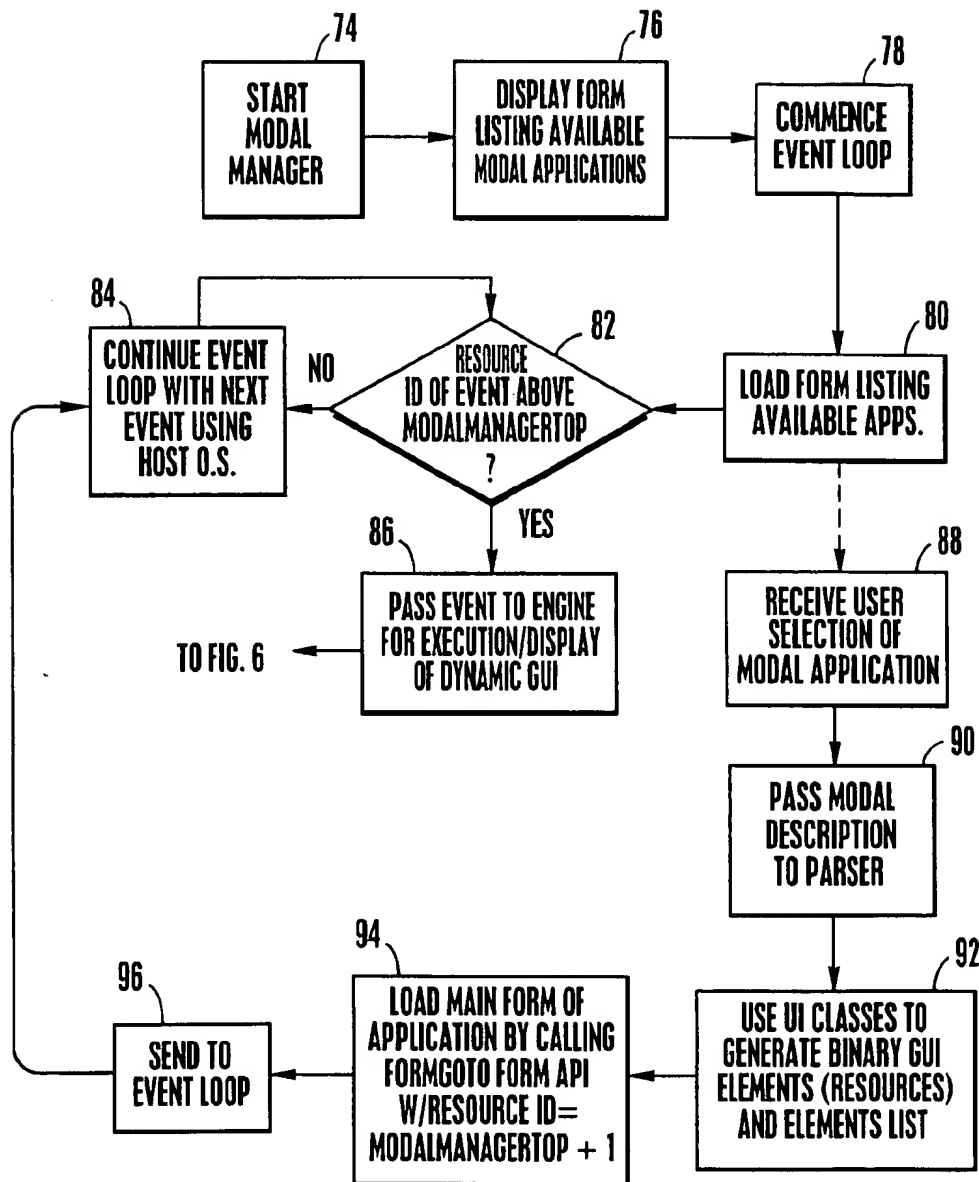 74
START
MODAL
MANAGER
76
DISPLAY FORM
LISTING AVAILABLE
MODAL APPLICATIONS
78
COMMENCE
EVENT LOOP
84
CONTINUE EVENT
LOOP WITH NEXT
EVENT USING
HOST O.S.
NO
82
RESOURCE
ID OF EVENT ABOVE
MODALMANAGERTOP
?
YES
80
LOAD FORM LISTING
AVAILABLE APPS.
86
PASS EVENT TO ENGINE
FOR EXECUTION/DISPLAY
OF DYNAMIC GUI
TO FIG. 6
88
RECEIVE USER
SELECTION OF
MODAL APPLICATION
90
PASS MODAL
DESCRIPTION
TO PARSER
92
USE UI CLASSES TO
GENERATE BINARY GUI
ELEMENTS (RESOURCES)
AND ELEMENTS LIST
94
LOAD MAIN FORM OF
APPLICATION BY CALLING
FORMGOTO FORM API
W/RESOURCE ID=
MODALMANAGERTOP + 1
96
SEND TO
EVENT LOOP